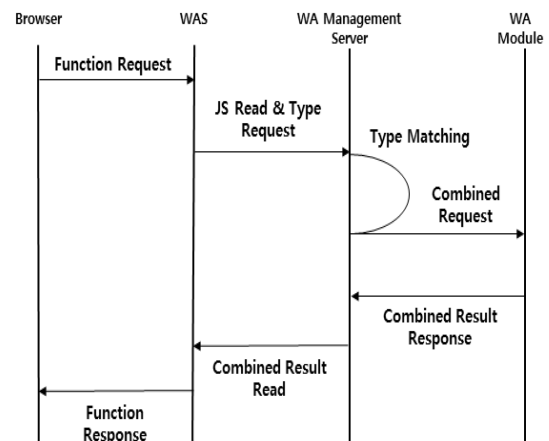 Browser
WAS
WA Management
Server
WA
Module
Function Request
JS Read & Type
Request
Type Matching
Combined
Request
Combined Result
Response
Combined Result
Read
Function
Response